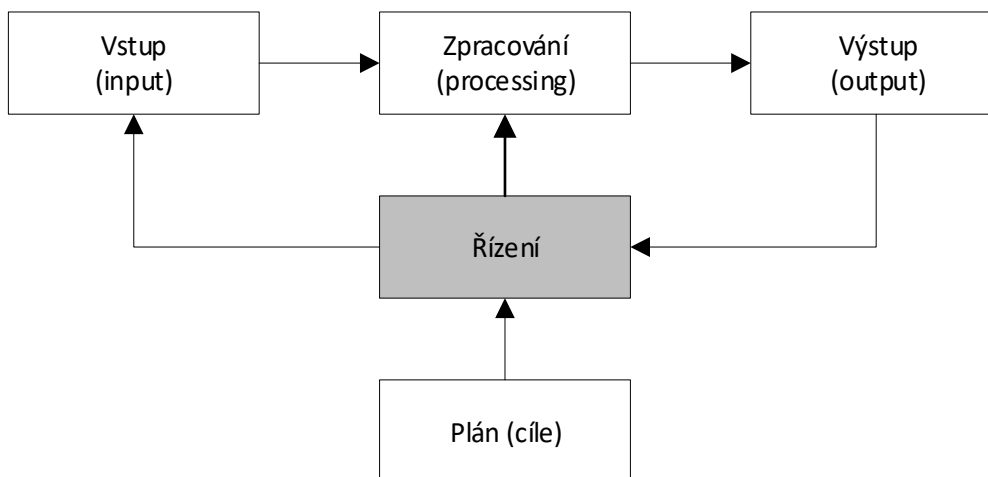 Vstup
(input)
Zpracování
(processing)
Výstup
(output)
Řízení
Plán (cíle)